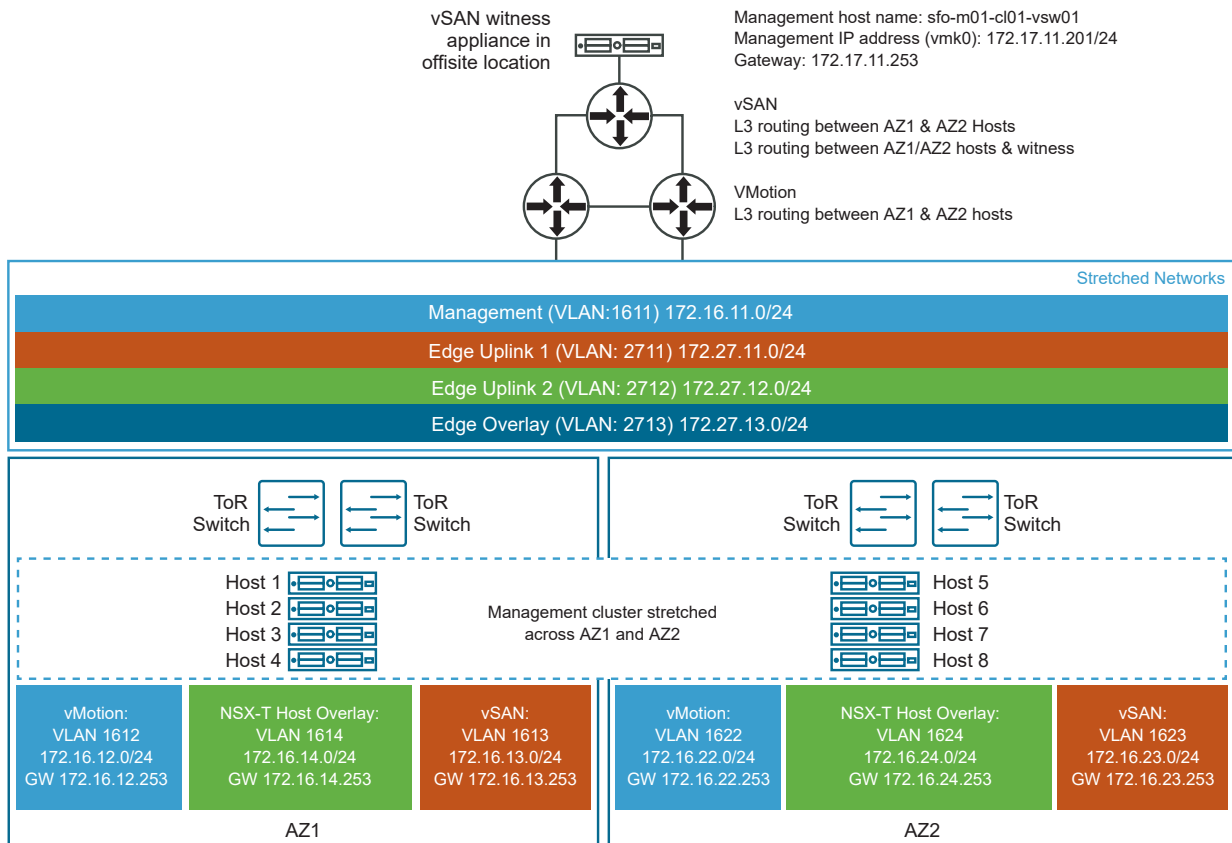 vSAN witness
appliance in
offisite location
Management host name: sfo-m01-cl01-vsw01
Management IP address (vmk0): 172.17.11.201/24
Gateway: 172.17.11.253
vSAN
L3 routing between AZ1 & AZ2 Hosts
L3 routing between AZ1/AZ2 hosts & witness
VMotion
L3 routing between AZ1 & AZ2 hosts
Stretched Networks
Management (VLAN:1611) 172.16.11.0/24
Edge Uplink 1 (VLAN: 2711) 172.27.11.0/24
Edge Uplink 2 (VLAN: 2712) 172.27.12.0/24
Edge Overlay (VLAN: 2713) 172.27.13.0/24
ToR
Switch
ToR
Switch
ToR
Switch
ToR
Switch
Host 1
Host 2
Host 3
Host 4
Management cluster stretched
across AZ1 and AZ2
Host 5
Host 6
Host 7
Host 8
vMotion:
VLAN 1612
172.16.12.0/24
GW 172.16.12.253
NSX-T Host Overlay:
VLAN 1614
172.16.14.0/24
GW 172.16.14.253
vSAN:
VLAN 1613
172.16.13.0/24
GW 172.16.13.253
vMotion:
VLAN 1622
172.16.22.0/24
GW 172.16.22.253
NSX-T Host Overlay:
VLAN 1624
172.16.24.0/24
GW 172.16.24.253
vSAN:
VLAN 1623
172.16.23.0/24
GW 172.16.23.253
AZ1
AZ2